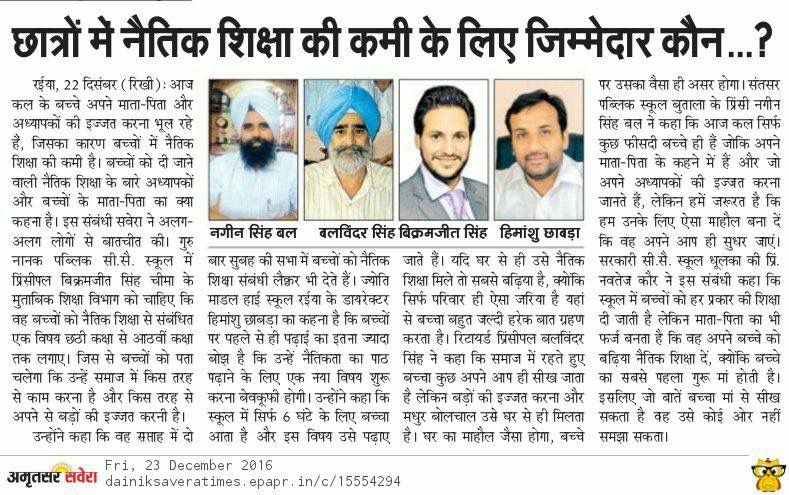 छात्रों में नैतिक शिक्षा की कमी के लिए जिम्मेदार कौन...?
रईया, 22 दिसंबर (रिखी): आज
कल के बच्चे अपने माता-पिता और
अध्यापकों की इज्जत करना भूल रहे
हैं, जिसका कारण बच्चों में नैतिक
शिक्षा की कमी है। बच्चों को दी जाने
वाली नैतिक शिक्षा के बारे अध्यापकों
और बच्चों के माता-पिता का क्या
कहना है। इस संबंधी सवेरा ने अलग-
अलग लोगों से बातचीत की। गुरु
नानक पब्लिक सी.सै. स्कूल में
प्रिंसीपल बिक्रमजीत सिंह चीमा के
मुताबिक शिक्षा विभाग को चाहिए कि
वह बच्चों को नैतिक शिक्षा से संबंधित
एक विषय छठी कक्षा से आठवीं कक्षा
तक लगाए। जिस से बच्चों को पता
चलेगा कि उन्हें समाज में किस तरह
से काम करना है और किस तरह से
अपने से बड़ों की इज्जत करनी है।
उन्होंने कहा कि वह सप्ताह में दो
नगीन सिंह बल
बलविंदर सिंह
बिक्रमजीत सिंह
हिमांशु छाबड़ा
बार सुबह की सभा में बच्चों को नैतिक
शिक्षा संबंधी लैक्चर भी देते हैं। ज्योति
माडल हाई स्कूल रईया के डायरेक्टर
हिमांशु छाबड़ा का कहना है कि बच्चों
पर पहले से ही पढ़ाई का इतना ज्यादा
बोझ है कि उन्हें नैतिकता का पाठ
पढ़ाने के लिए एक नया विषय शुरू
करना बेवकूफी होगी। उन्होंने कहा कि
स्कूल में सिर्फ 6 घंटे के लिए बच्चा
आता है और इस विषय उसे पढ़ाए
जाते हैं। यदि घर से ही उसे नैतिक
शिक्षा मिले तो सबसे बढ़िया है, क्योंकि
सिर्फ परिवार ही ऐसा जरिया है यहां
से बच्चा बहुत जल्दी हरेक बात ग्रहण
करता है। रिटायर्ड प्रिंसीपल बलविंदर
सिंह ने कहा कि समाज में रहते हुए
बच्चा कुछ अपने आप ही सीख जाता
है लेकिन बड़ों की इज्जत करना और
मधुर बोलचाल उसे घर से ही मिलता
है। घर का माहौल जैसा होगा, बच्चे
पर उसका वैसा ही असर होगा। संतसर
पब्लिक स्कूल बुताला के प्रिंसी नगीन
सिंह बल ने कहा कि आज कल सिर्फ
कुछ फीसदी बच्चे ही हैं जोकि अपने
माता-पिता के कहने में हैं और जो
अपने अध्यापकों की इज्जत करना
जानते हैं, लेकिन हमें जरूरत है कि
हम उनके लिए ऐसा माहौल बना दें
कि वह अपने आप ही सुधर जाएं।
सरकारी सी.सै. स्कूल धूलका की प्रिं.
नवतेज कौर ने इस संबंधी कहा कि
स्कूल में बच्चों को हर प्रकार की शिक्षा
दी जाती है लेकिन माता-पिता का भी
फर्ज बनता है कि वह अपने बच्चे को
बढ़िया नैतिक शिक्षा दें, क्योंकि बच्चे
का सबसे पहला गुरू मां होती है।
इसलिए जो बातें बच्चा मां से सीख
सकता है वह उसे कोई ओर नहीं
समझा सकता।
अमृतसर सवेरा
Fri, 23 December 2016
dainiksaveratimes.epapr.in/c/15554294